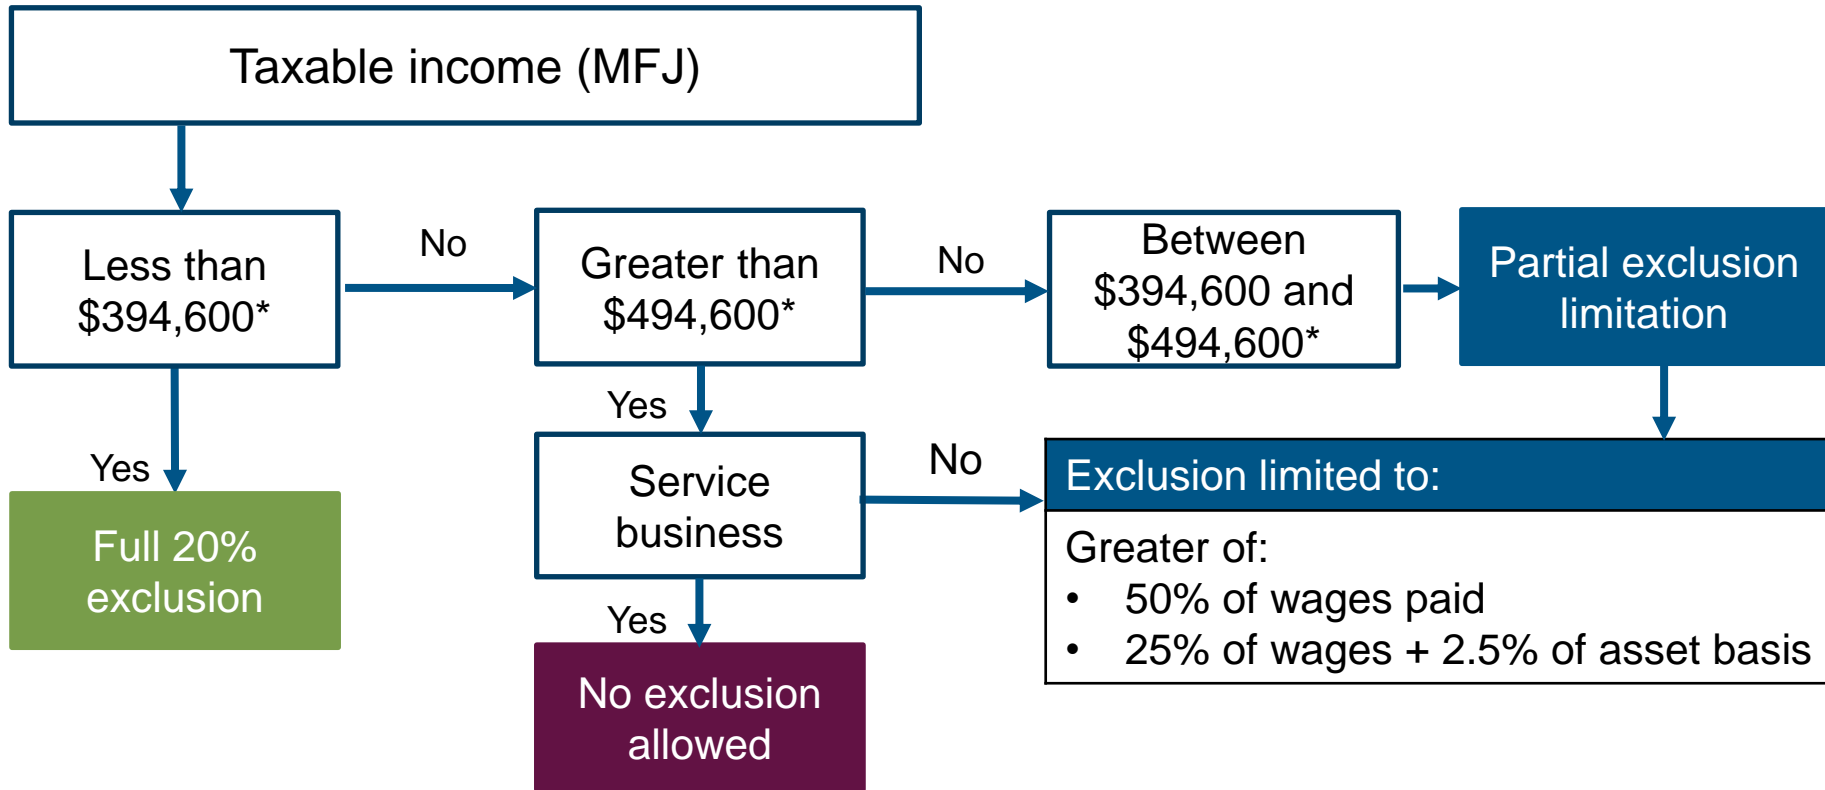 Taxable income (MFJ)
Less than
$394,600*
No
Greater than
$494,600*
No
Between
$394,600 and
$494,600*
Partial exclusion
limitation
Yes
Full 20%
exclusion
Yes
Service
business
No
Exclusion limited to:
Greater of:
• 50% of wages paid
• 25% of wages + 2.5% of asset basis
Yes
No exclusion
allowed